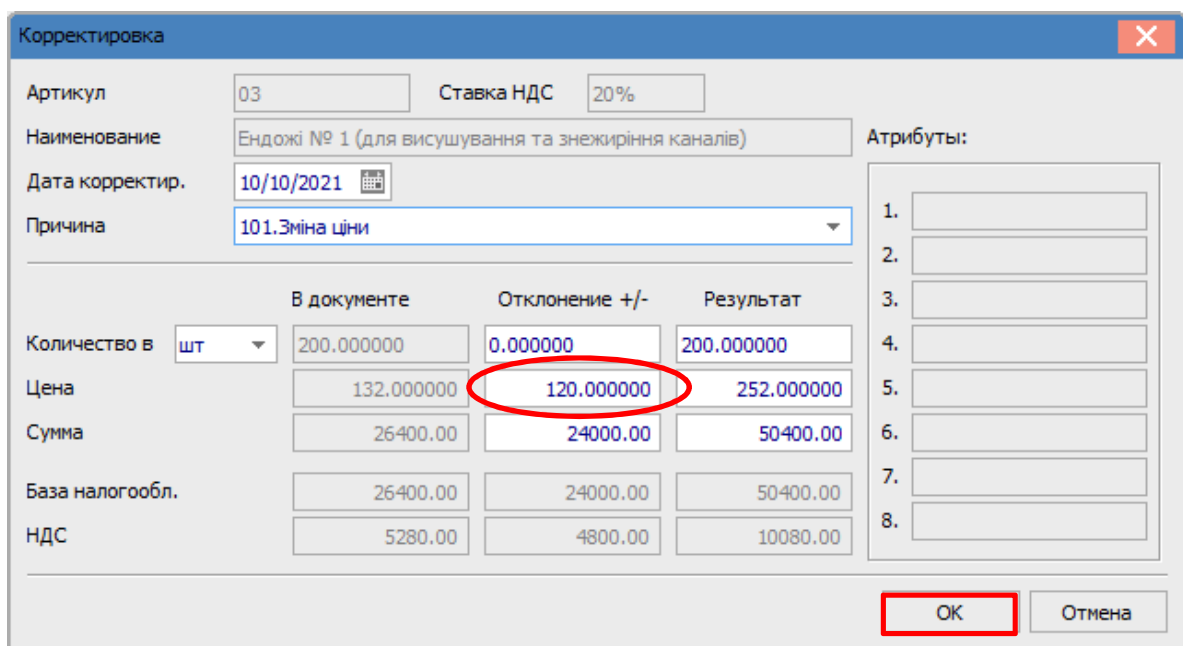 Корректировка
Артикул 03 Ставка НДС 20%
Наименование Ендожі № 1 (для висушування та знежиріння каналів) Атрибуты:
Дата корректир. 10/10/2021
Причина 101.Зміна ціни 1.
2.
В документе Отклонение +/- Результат 3.
Количество в шт 200.000000 0.000000 200.000000 4.
Цена 132.000000 120.000000 252.000000 5.
Сумма 26400.00 24000.00 50400.00 6.
7.
База налогообл. 26400.00 24000.00 50400.00
НДС 5280.00 4800.00 10080.00 8.
OK Отмена